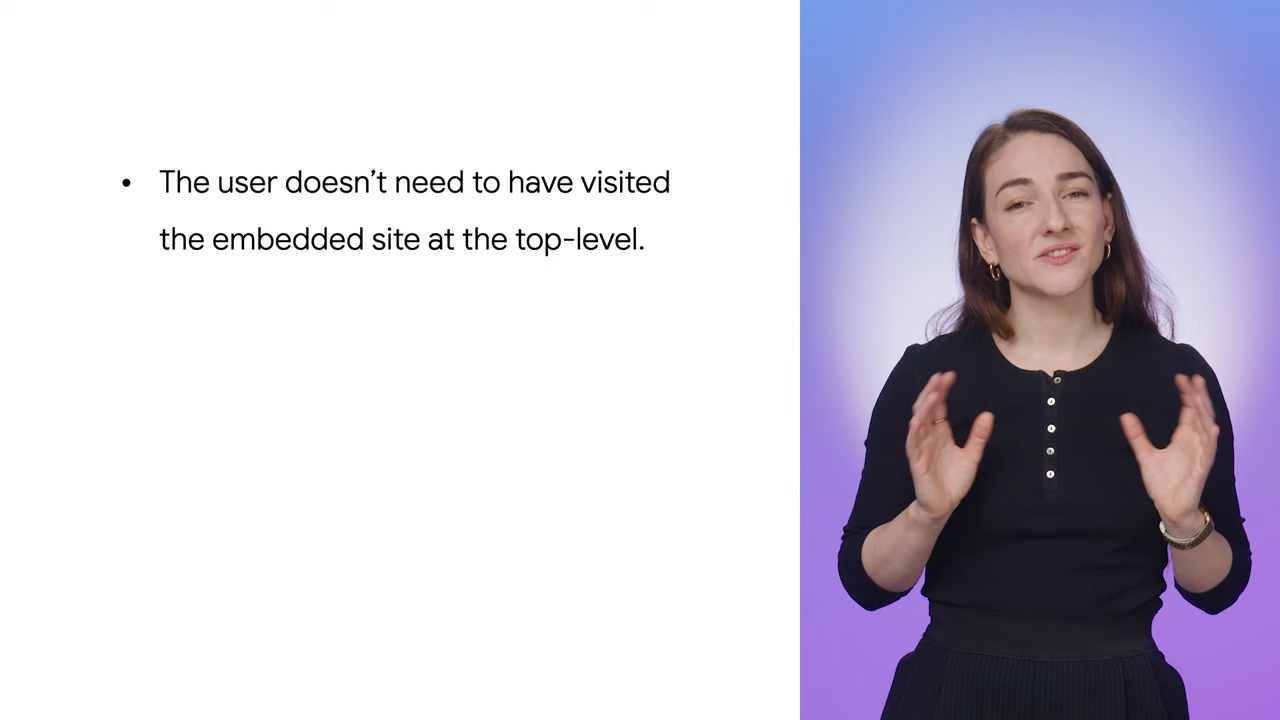 • The user doesn’t need to have visited
the embedded site at the top-level.